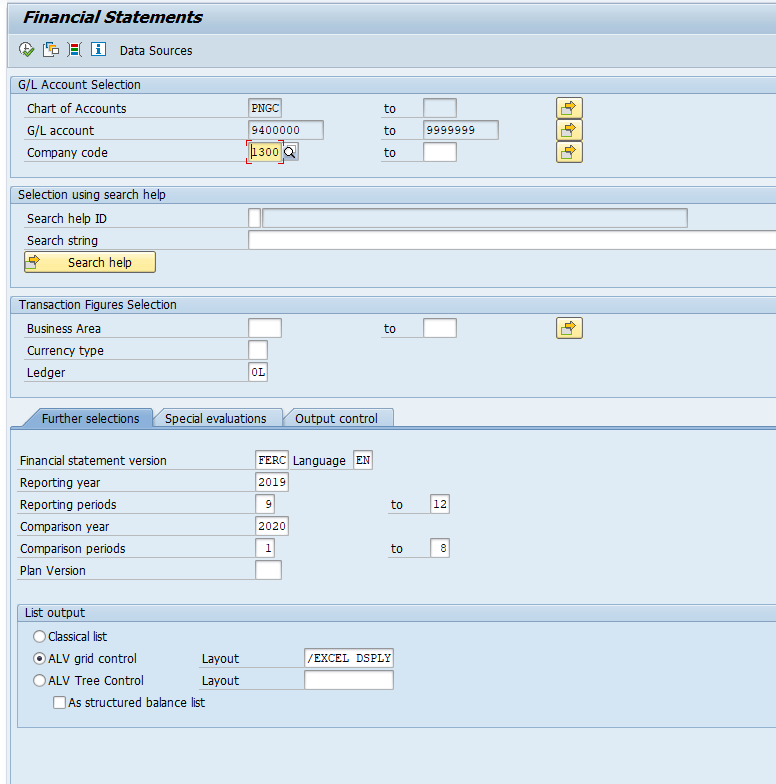 Financial Statements
Data Sources
G/L Account Selection
Chart of Accounts PNGC to
G/L account 9400000 to 9999999
Company code 1300 to
Selection using search help
Search help ID
Search string
Search help
Transaction Figures Selection
Business Area to
Currency type
Ledger 0L
Further selections Special evaluations Output control
Financial statement version FERC Language EN
Reporting year 2019
Reporting periods 9 to 12
Comparison year 2020
Comparison periods 1 to 8
Plan Version
List output
Classical list
ALV grid control Layout /EXCEL DSPLY
ALV Tree Control Layout
As structured balance list